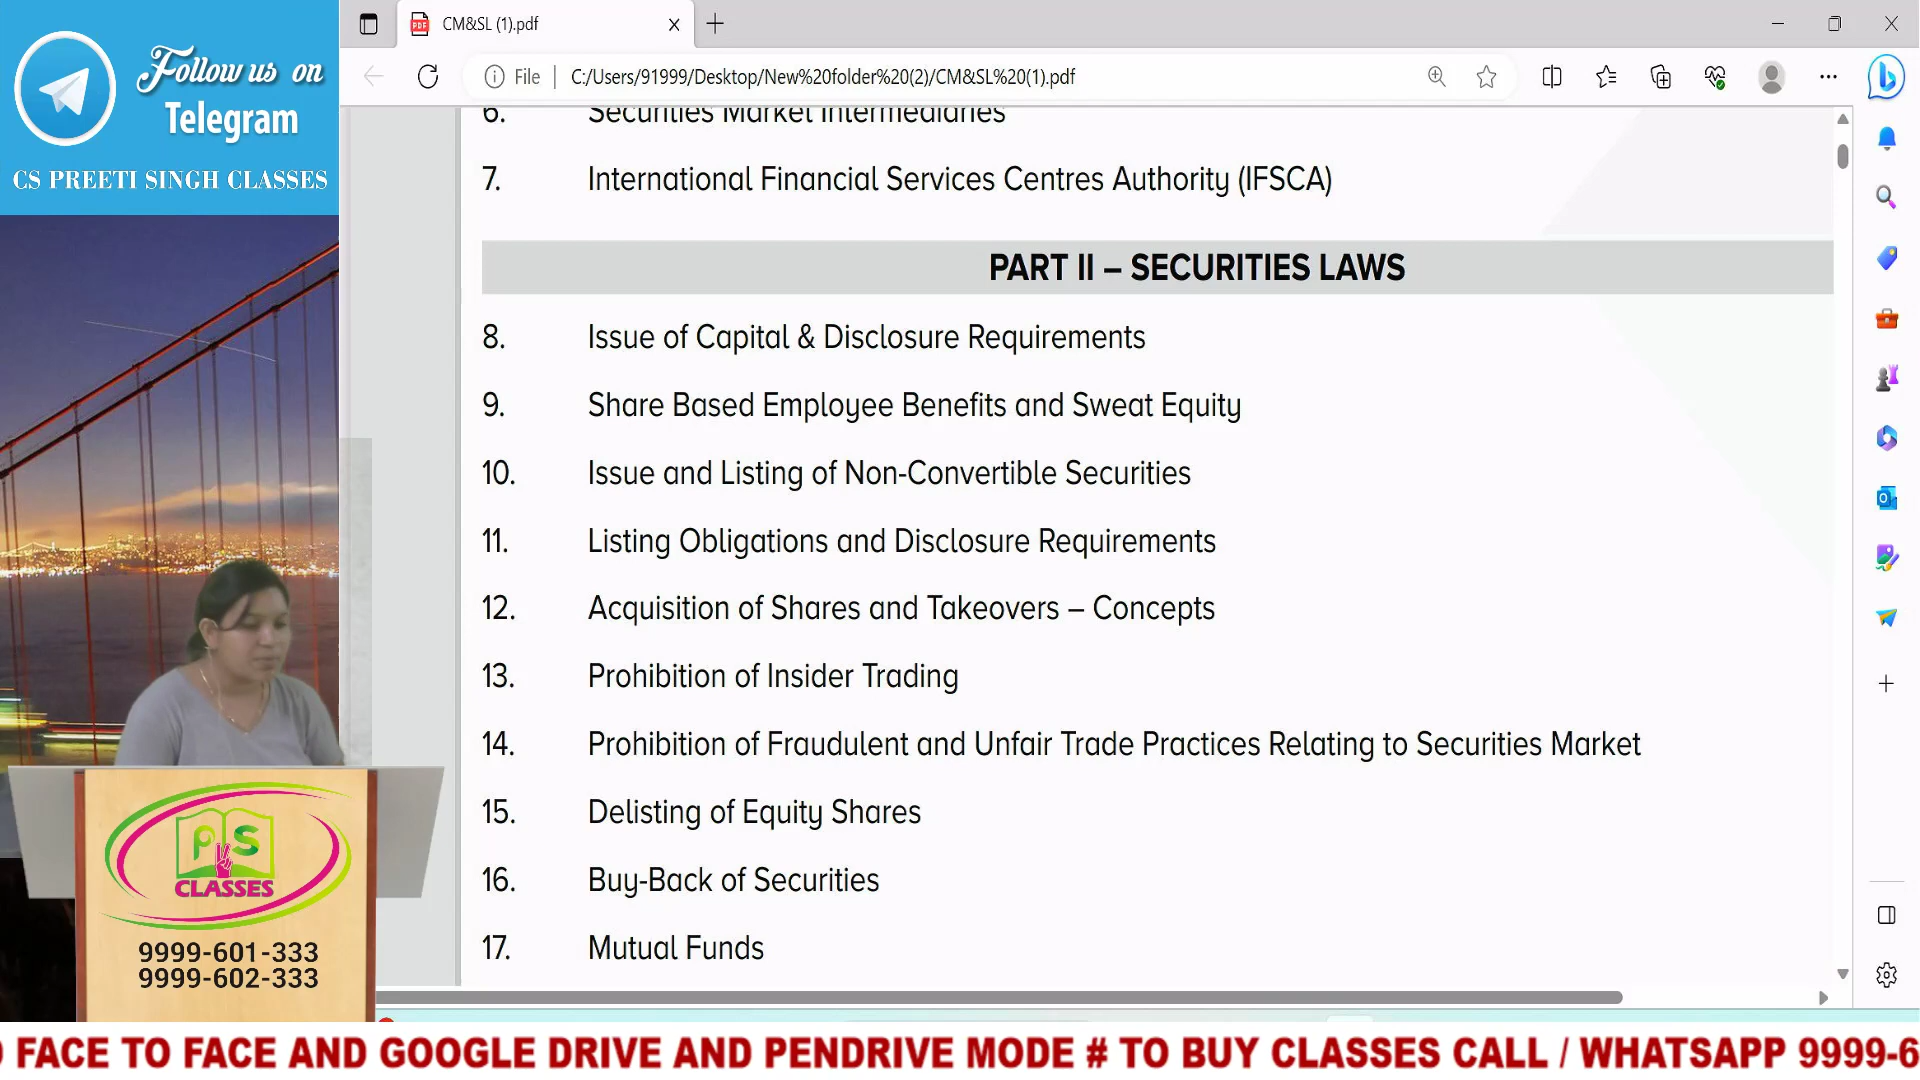 Follow us on
Telegram
CS PREETI SINGH CLASSES
CM&SL (1).pdf
File
C:/Users/91999/Desktop/New%20folder%20(2)/CM&SL%20(1).pdf
6. Securities Market Intermediaries
7. International Financial Services Centres Authority (IFSCA)
PART II – SECURITIES LAWS
8. Issue of Capital & Disclosure Requirements
9. Share Based Employee Benefits and Sweat Equity
10. Issue and Listing of Non-Convertible Securities
11. Listing Obligations and Disclosure Requirements
12. Acquisition of Shares and Takeovers – Concepts
13. Prohibition of Insider Trading
14. Prohibition of Fraudulent and Unfair Trade Practices Relating to Securities Market
15. Delisting of Equity Shares
16. Buy-Back of Securities
17. Mutual Funds
PS
CLASSES
9999-601-333
9999-602-333
FACE TO FACE AND GOOGLE DRIVE AND PENDRIVE MODE # TO BUY CLASSES CALL / WHATSAPP 9999-6